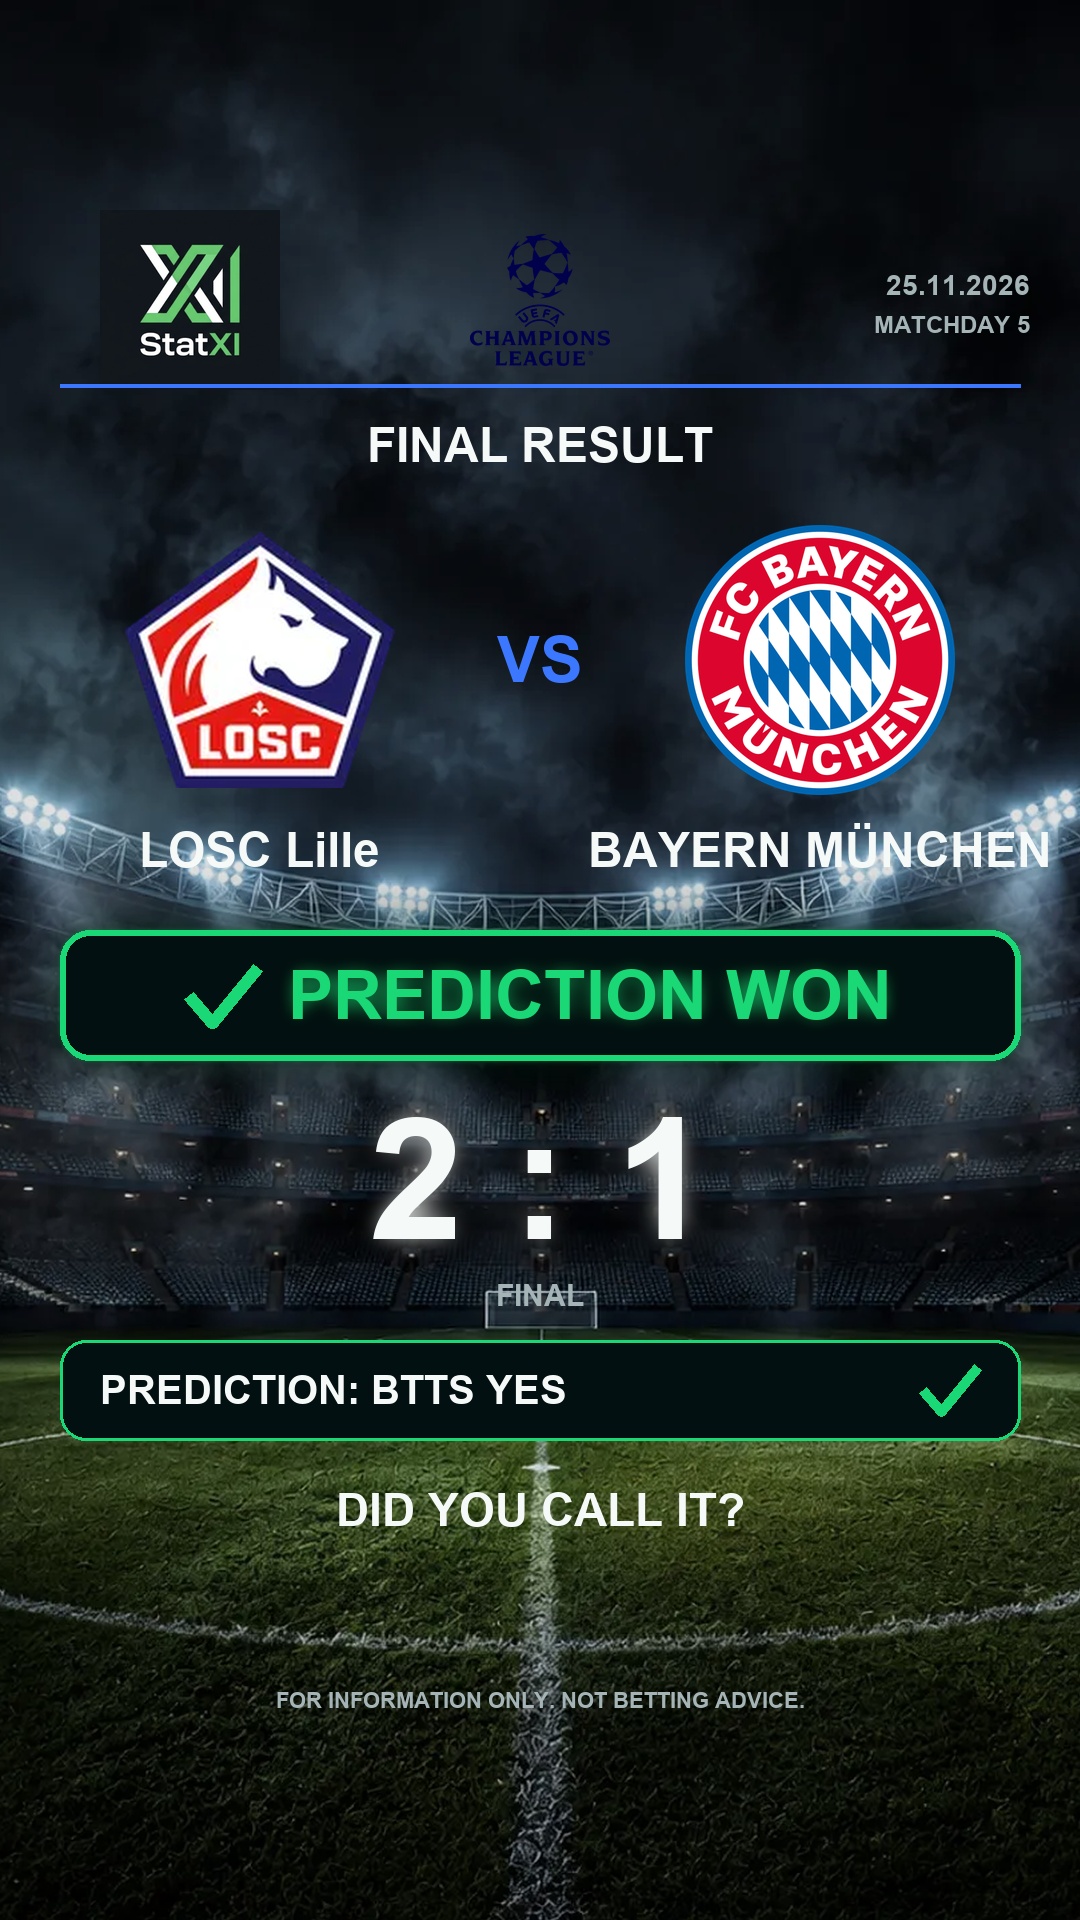 StatXI
UEFA
CHAMPIONS
LEAGUE
25.11.2026
MATCHDAY 5
FINAL RESULT
LOSC
VS
FC BAYERN
MÜNCHEN
LOSC Lille
BAYERN MÜNCHEN
PREDICTION WON
2 : 1
FINAL
PREDICTION: BTTS YES
DID YOU CALL IT?
FOR INFORMATION ONLY. NOT BETTING ADVICE.